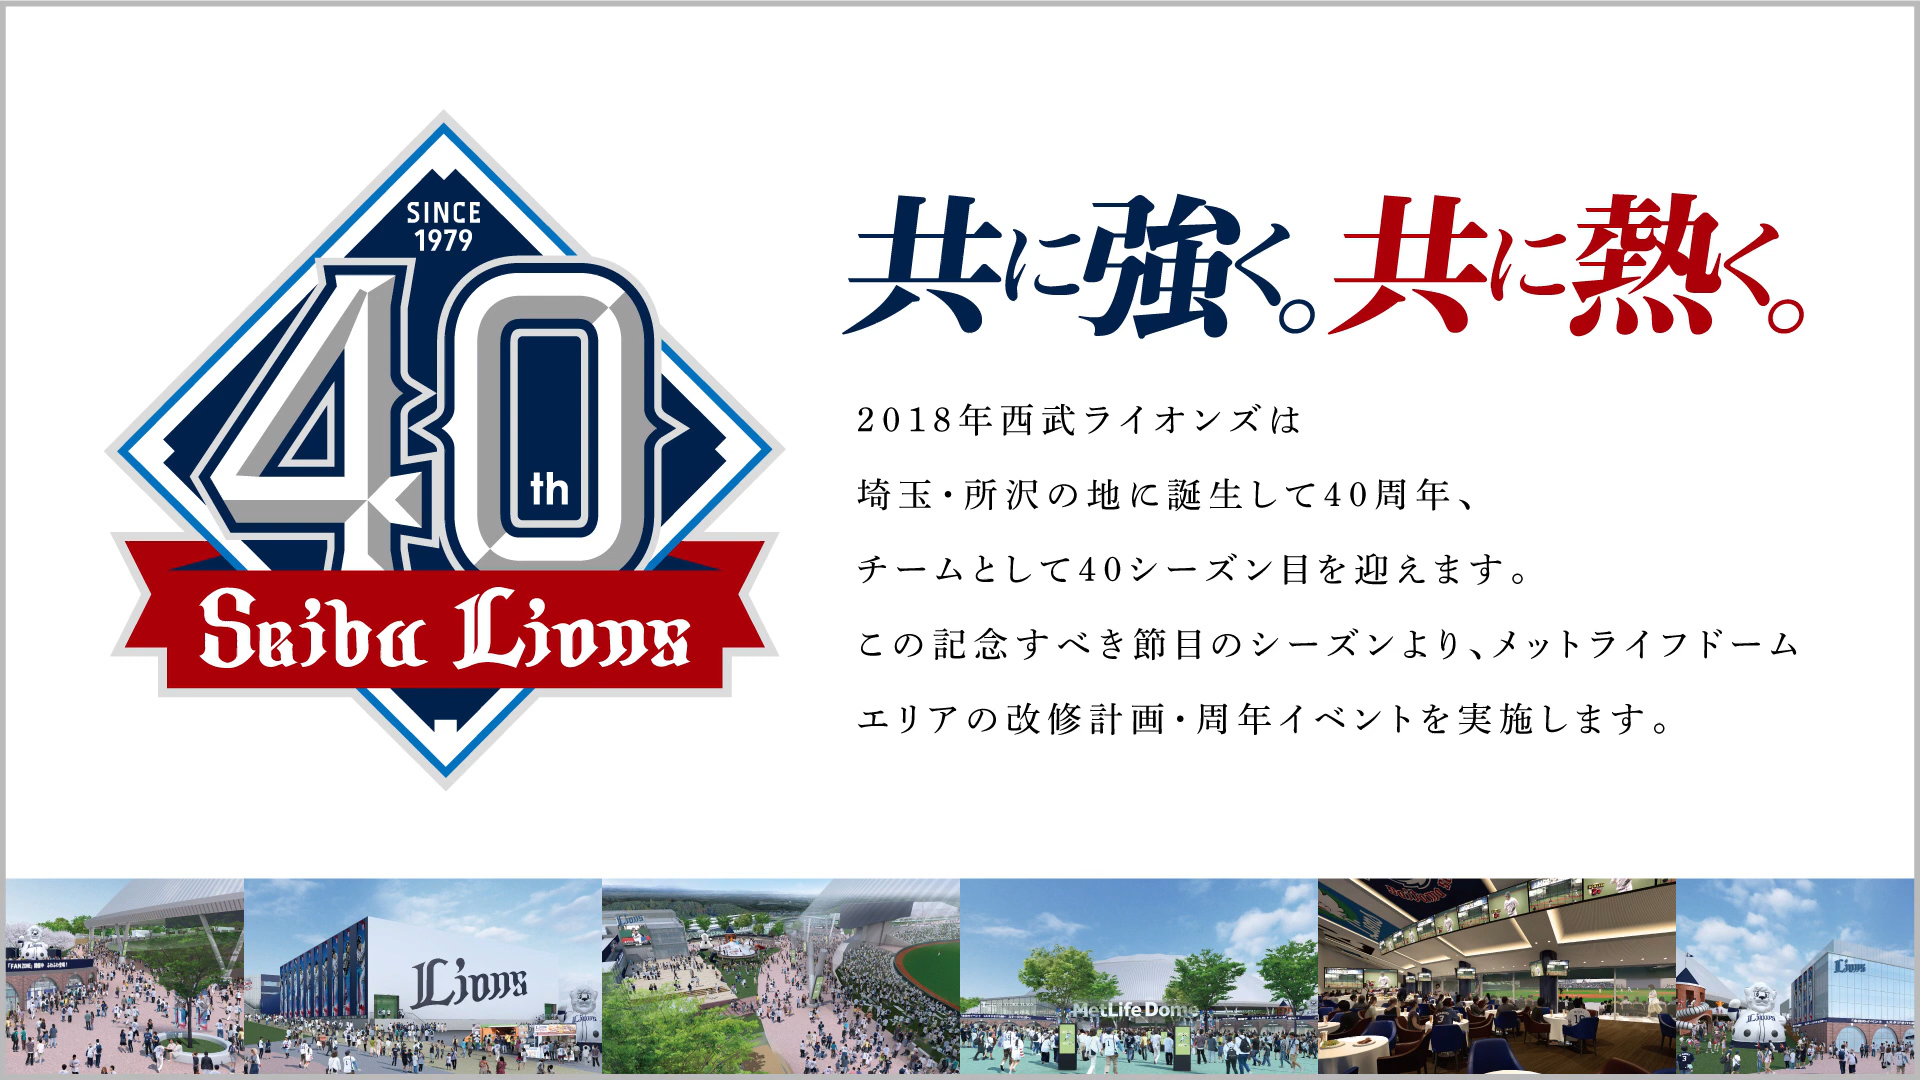 SINCE
1979
40
th
Seibu Lions
共に強く。共に熱く。
2018年西武ライオンズは
埼玉・所沢の地に誕生して40周年、
チームとして40シーズン目を迎えます。
この記念すべき節目のシーズンより、メットライフドーム
エリアの改修計画・周年イベントを実施します。
Lions
Lions
MetLife Dome
Lions
Lions